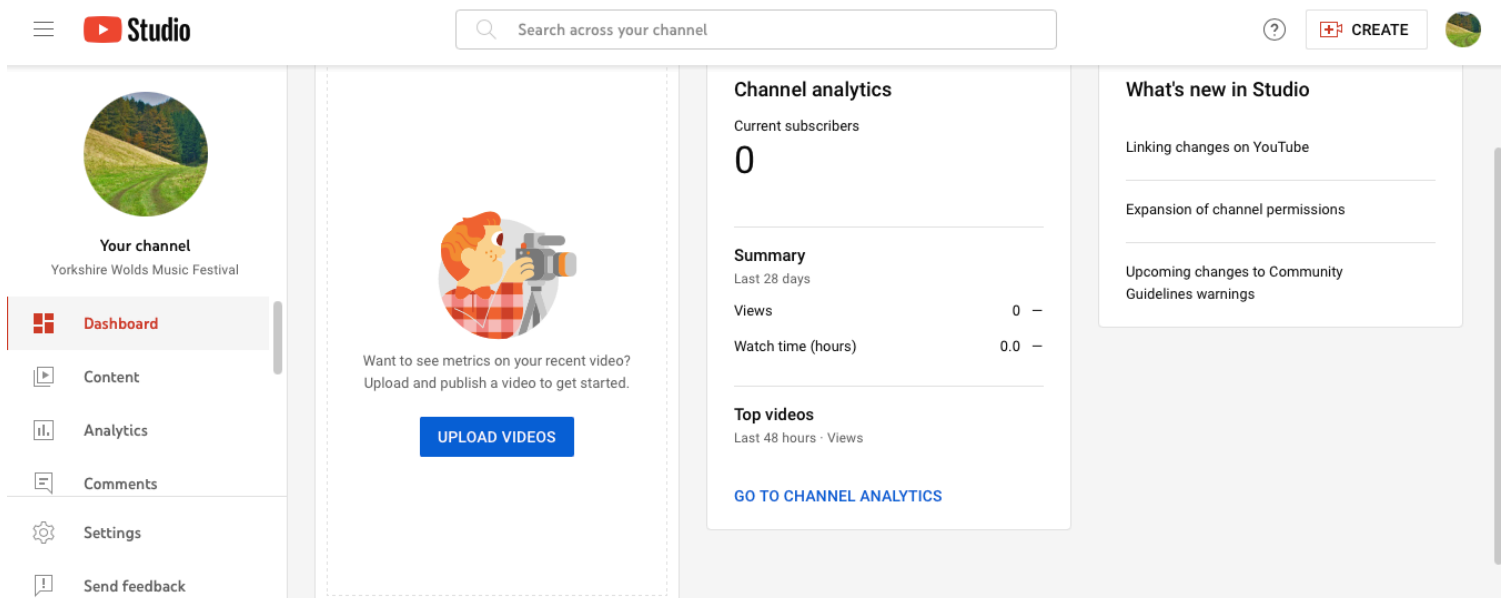 Studio
Search across your channel
CREATE
Your channel
Yorkshire Wolds Music Festival
Dashboard
Content
Analytics
Comments
Settings
Send feedback
Want to see metrics on your recent video?
Upload and publish a video to get started.
UPLOAD VIDEOS
Channel analytics
Current subscribers
0
Summary
Last 28 days
Views 0 —
Watch time (hours) 0.0 —
Top videos
Last 48 hours · Views
GO TO CHANNEL ANALYTICS
What's new in Studio
Linking changes on YouTube
Expansion of channel permissions
Upcoming changes to Community
Guidelines warnings